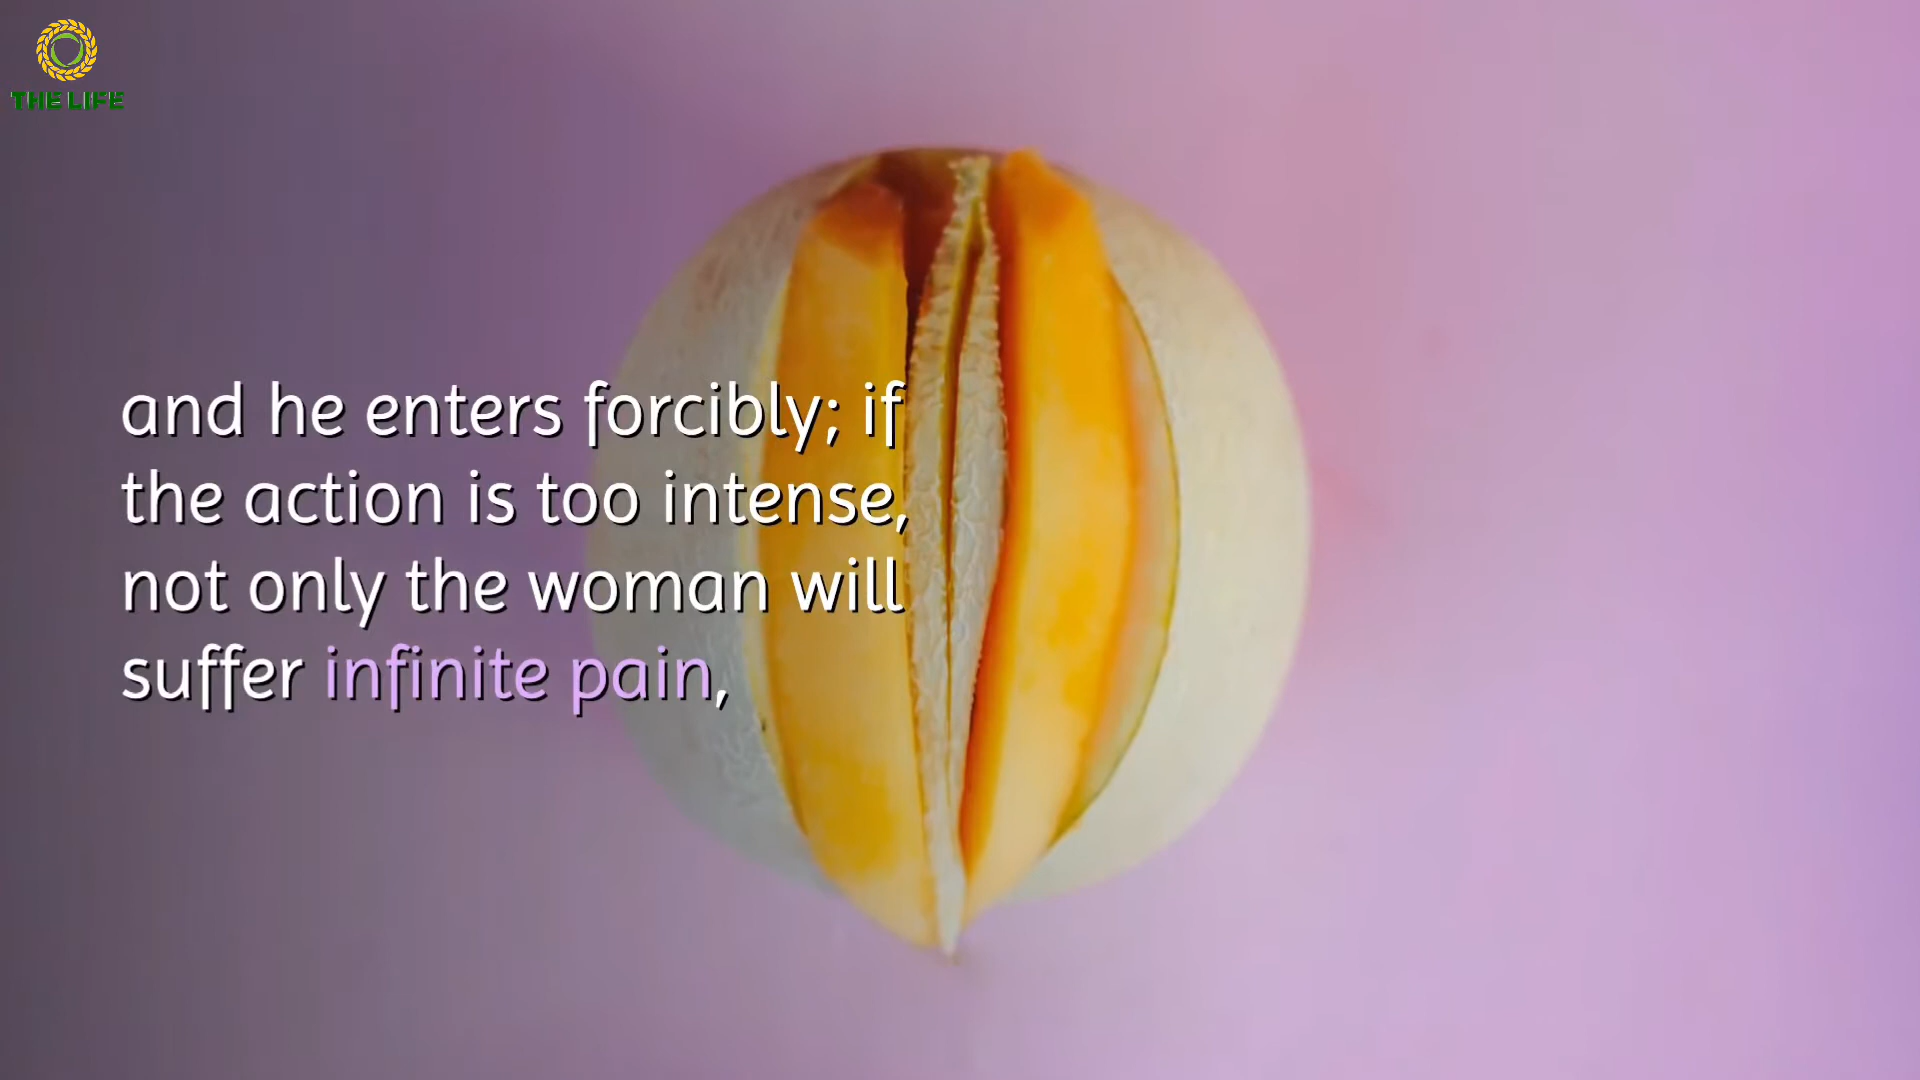 THE LIFE
and he enters forcibly; if
the action is too intense,
not only the woman will
suffer infinite pain,